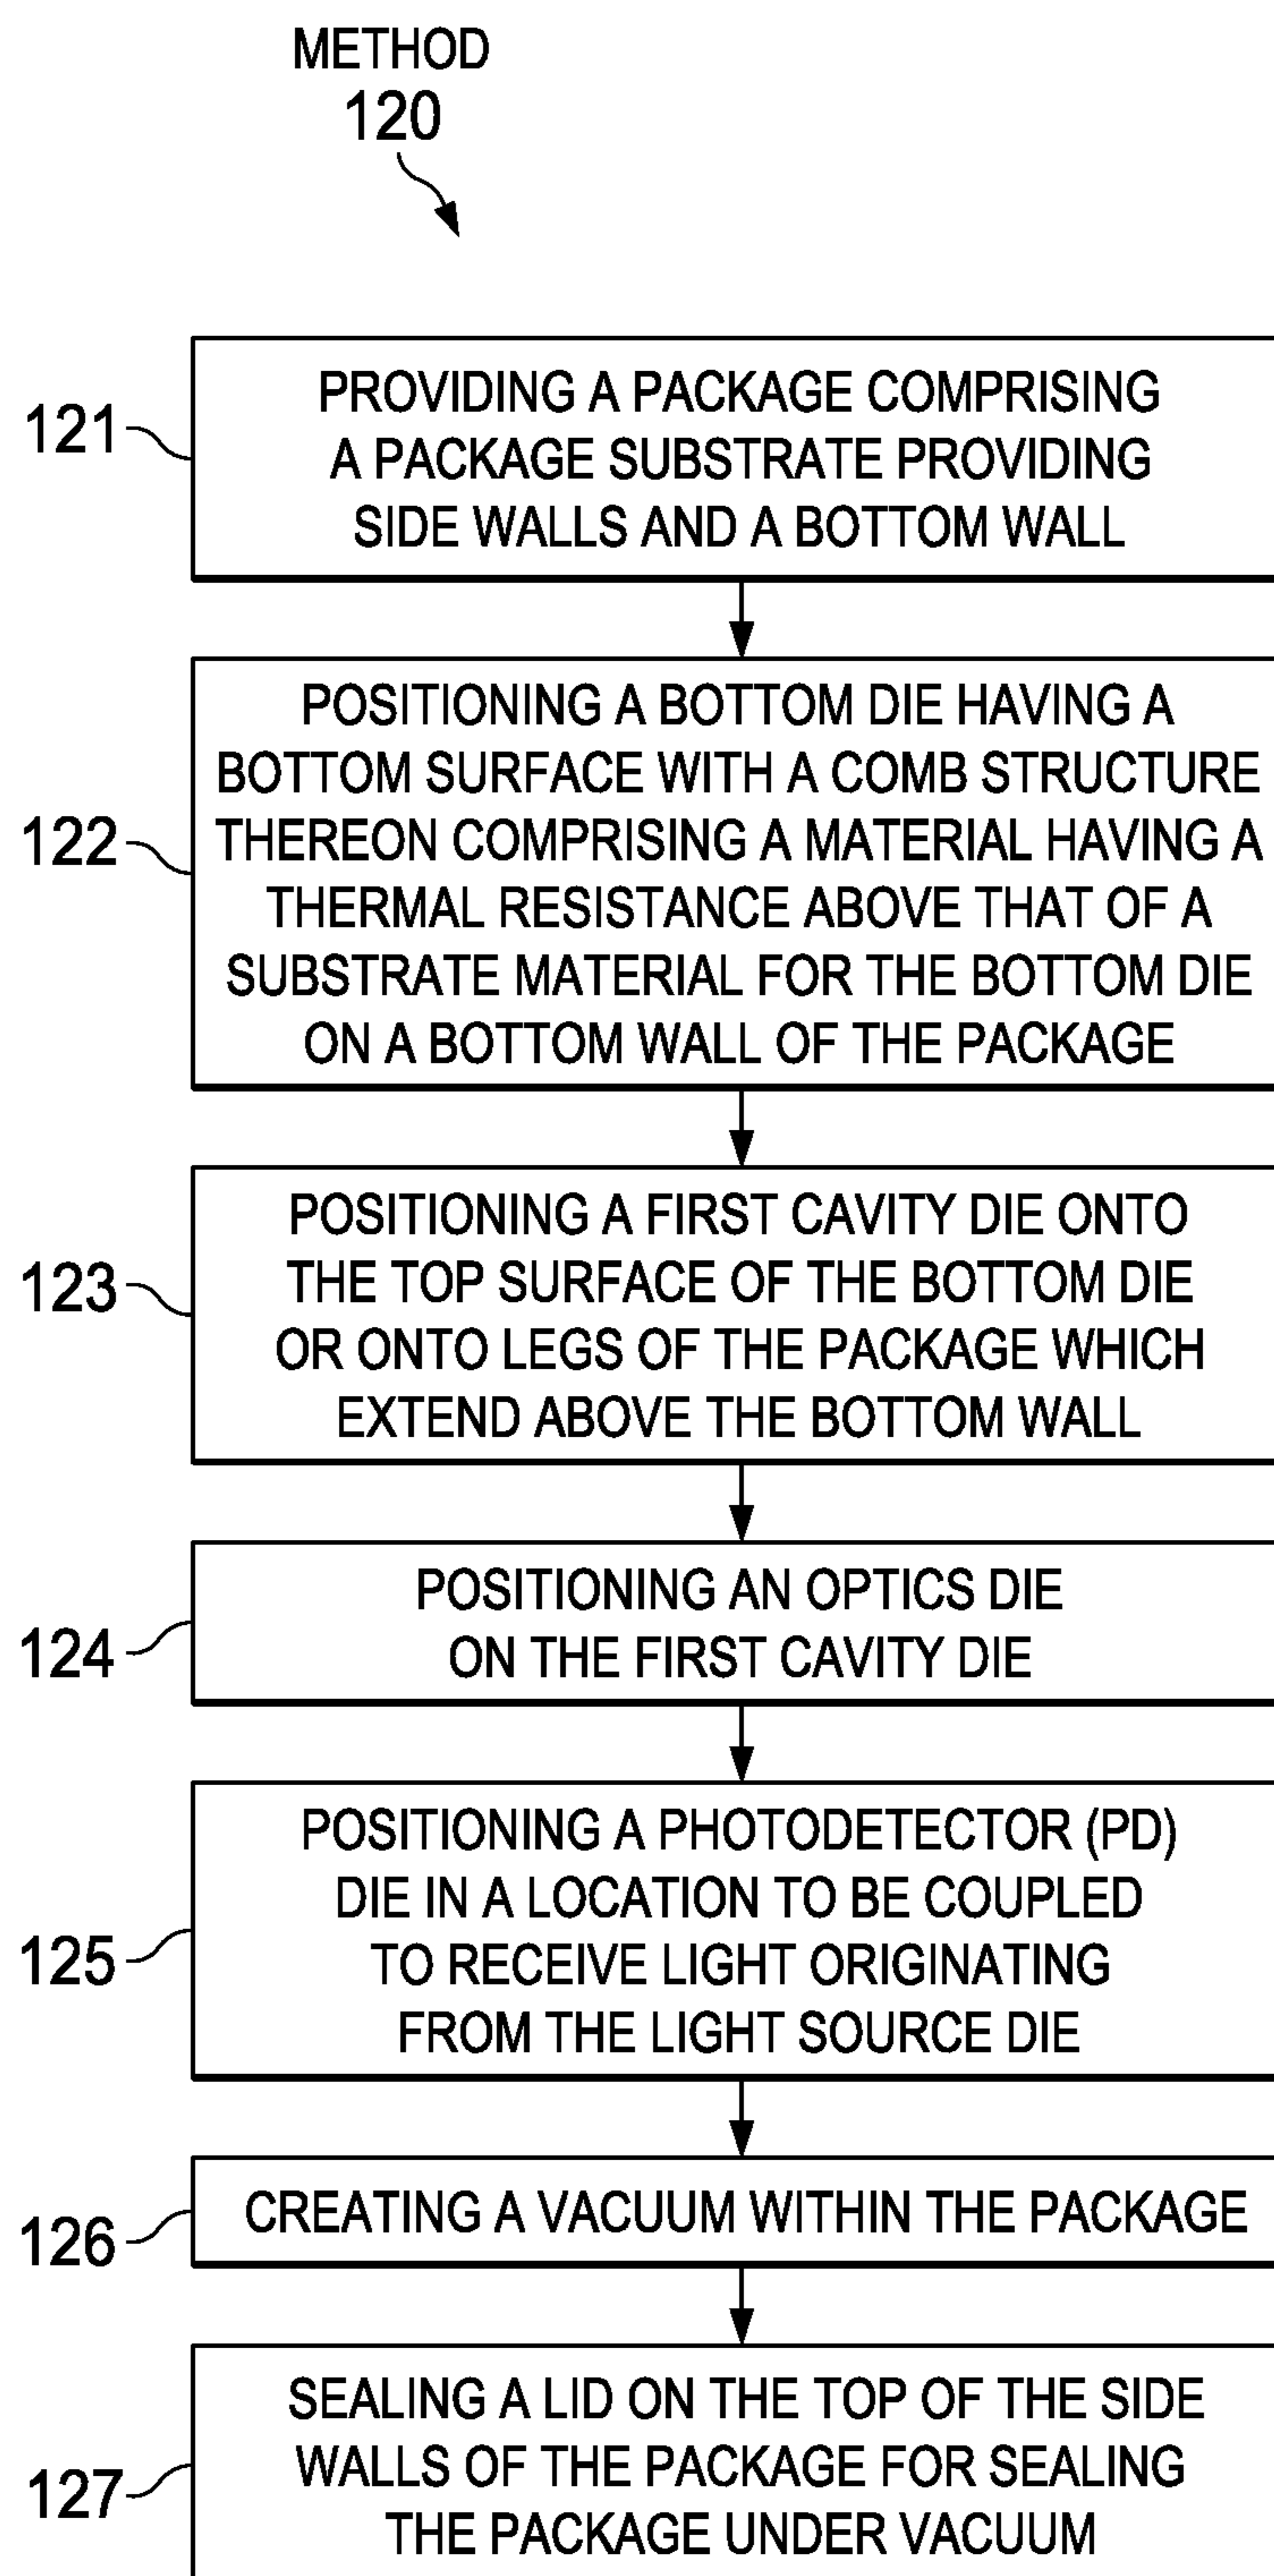 METHOD
120
121
PROVIDING A PACKAGE COMPRISING
A PACKAGE SUBSTRATE PROVIDING
SIDE WALLS AND A BOTTOM WALL
122
POSITIONING A BOTTOM DIE HAVING A
BOTTOM SURFACE WITH A COMB STRUCTURE
THEREON COMPRISING A MATERIAL HAVING A
THERMAL RESISTANCE ABOVE THAT OF A
SUBSTRATE MATERIAL FOR THE BOTTOM DIE
ON A BOTTOM WALL OF THE PACKAGE
123
POSITIONING A FIRST CAVITY DIE ONTO
THE TOP SURFACE OF THE BOTTOM DIE
OR ONTO LEGS OF THE PACKAGE WHICH
EXTEND ABOVE THE BOTTOM WALL
124
POSITIONING AN OPTICS DIE
ON THE FIRST CAVITY DIE
125
POSITIONING A PHOTODETECTOR (PD)
DIE IN A LOCATION TO BE COUPLED
TO RECEIVE LIGHT ORIGINATING
FROM THE LIGHT SOURCE DIE
126
CREATING A VACUUM WITHIN THE PACKAGE
127
SEALING A LID ON THE TOP OF THE SIDE
WALLS OF THE PACKAGE FOR SEALING
THE PACKAGE UNDER VACUUM